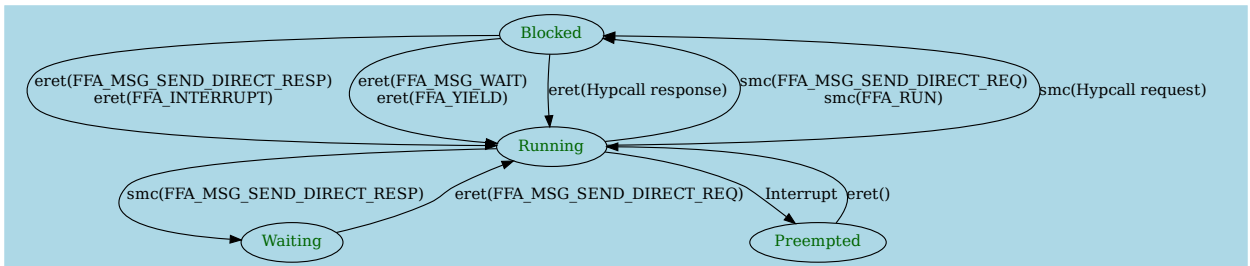 Blocked
eret(FFA_MSG_SEND_DIRECT_RESP)
eret(FFA_INTERRUPT)
eret(FFA_MSG_WAIT)
eret(FFA_YIELD)
eret(Hypcall response)
smc(FFA_MSG_SEND_DIRECT_REQ)
smc(FFA_RUN)
smc(Hypcall request)
Running
smc(FFA_MSG_SEND_DIRECT_RESP)
eret(FFA_MSG_SEND_DIRECT_REQ)
Interrupt
eret()
Waiting
Preempted